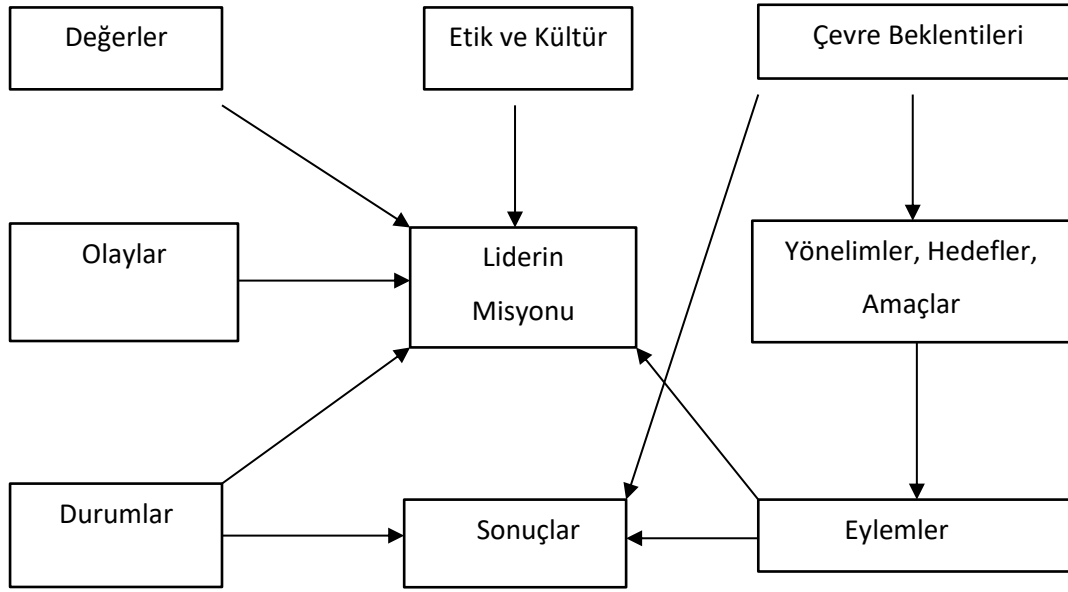 Değerler
Etik ve Kültür
Çevre Beklentileri
Olaylar
Liderin
Misyonu
Yönelimler, Hedefler,
Amaçlar
Durumlar
Sonuçlar
Eylemler